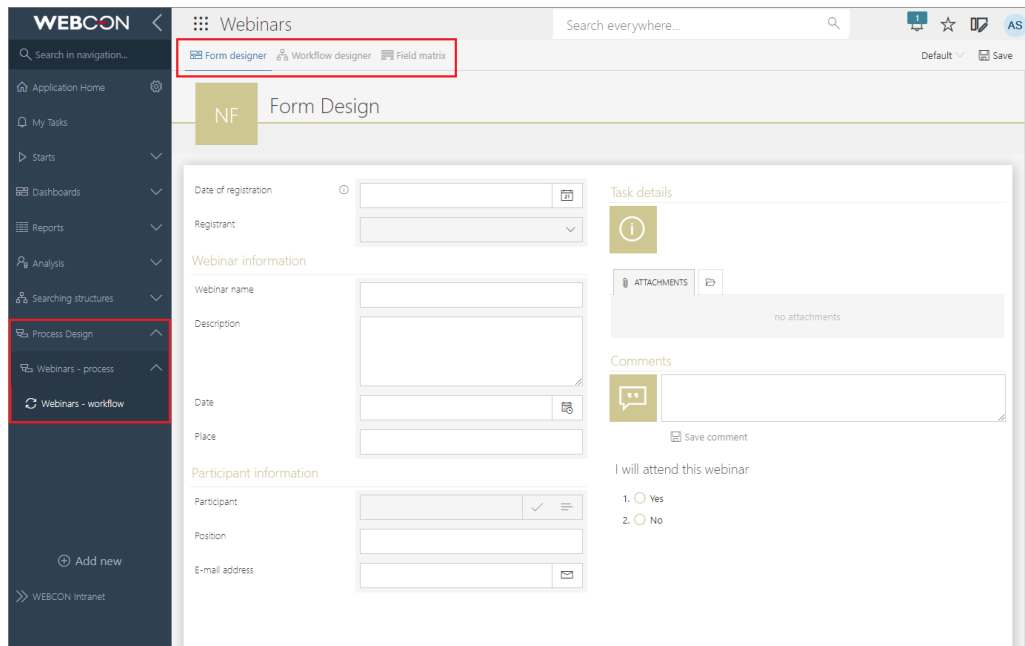 WEBCON
Webinars
Search everywhere...
1
AS
Search in navigation...
Form designer
Workflow designer
Field matrix
Default
Save
Application Home
My Tasks
Starts
Dashboards
Reports
Analysis
Searching structures
Process Design
Webinars - process
Webinars - workflow
Add new
WEBCON Intranet
NF
Form Design
Date of registration
Registrant
Webinar information
Webinar name
Description
Date
Place
Participant information
Participant
Position
E-mail address
Task details
ATTACHMENTS
no attachments
Comments
Save comment
I will attend this webinar
1. Yes
2. No